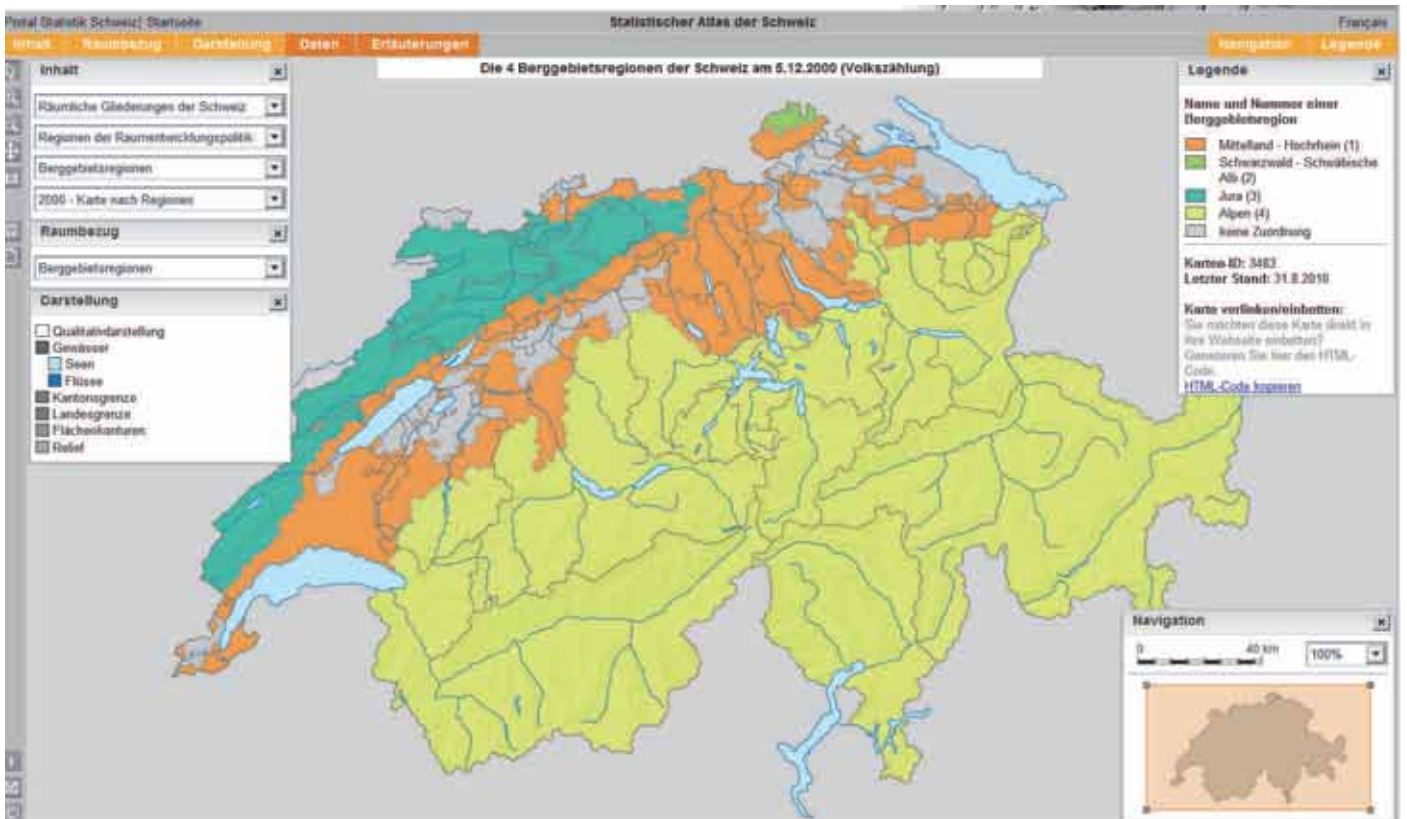 Portal Statistik Schweiz| Startseite
Statistischer Atlas der Schweiz
Français
Inhalt Raumbezug Darstellung Daten Erläuterungen
Navigation Legende
Inhalt
Räumliche Gliederungen der Schweiz
Regionen der Raumentwicklungspolitik
Berggebietsregionen
2000 - Karte nach Regionen
Raumbezug
Berggebietsregionen
Darstellung
Qualitativdarstellung
Gewässer
Seen
Flüsse
Kantonsgrenze
Landesgrenze
Flächenkonturen
Relief
Die 4 Berggebietsregionen der Schweiz am 5.12.2000 (Volkszählung)
Legende
Name und Nummer einer
Berggebietsregion
Mittelland - Hochrhein (1)
Schwarzwald - Schwäbische
Alb (2)
Jura (3)
Alpen (4)
keine Zuordnung
Karten-ID: 3483
Letzter Stand: 31.8.2010
Karte verlinken/einbetten:
Sie möchten diese Karte direkt in
Ihre Webseite einbetten?
Generieren Sie hier den HTML-
Code.
HTML-Code kopieren
Navigation
0 40 km
100%